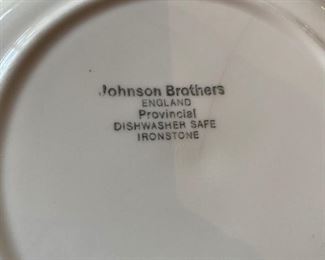 Johnson Brothers
ENGLAND
Provincial
DISHWASHER SAFE
IRONSTONE